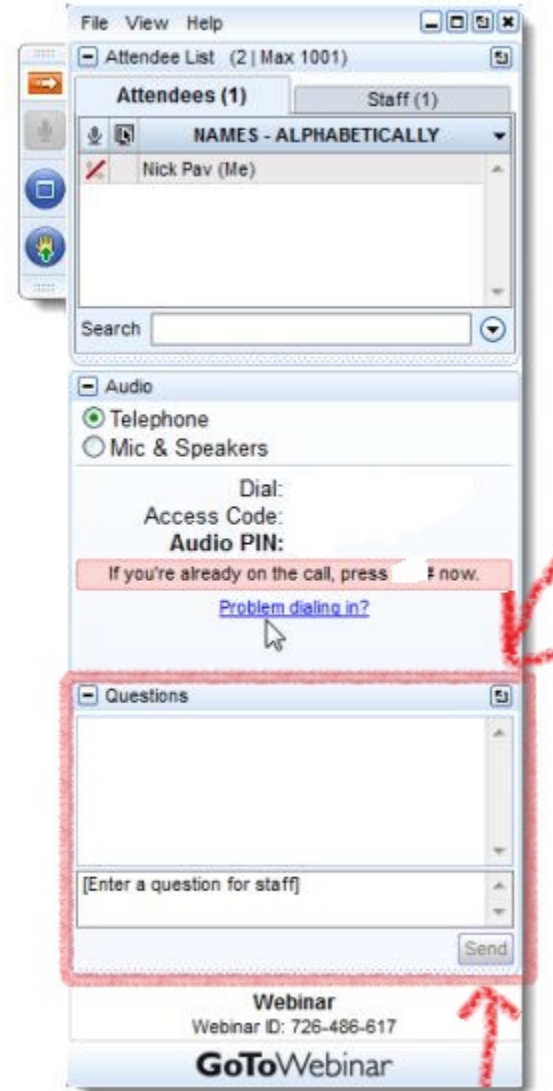 File View Help
Attendee List (2 | Max 1001)
Attendees (1) Staff (1)
NAMES - ALPHABETICALLY
Nick Pav (Me)
Search
Audio
Telephone
Mic & Speakers
Dial:
Access Code:
Audio PIN:
If you're already on the call, press # now.
Problem dialing in?
Questions
[Enter a question for staff]
Send
Webinar
Webinar ID: 726-486-617
GoToWebinar